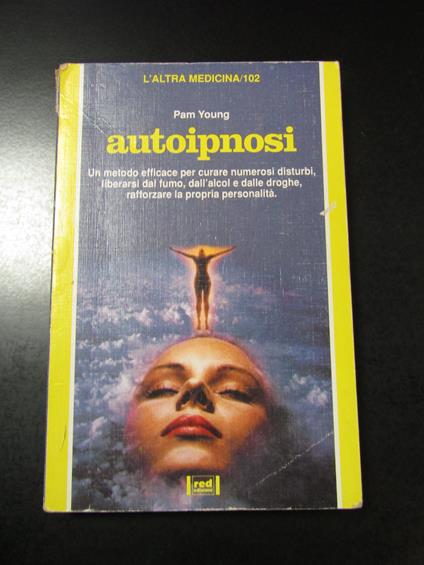 L'ALTRA MEDICINA/102
Pam Young
autoipnosi
Un metodo efficace per curare numerosi disturbi,
liberarsi dal fumo, dall'alcol e dalle droghe,
rafforzare la propria personalità.
red
edizioni